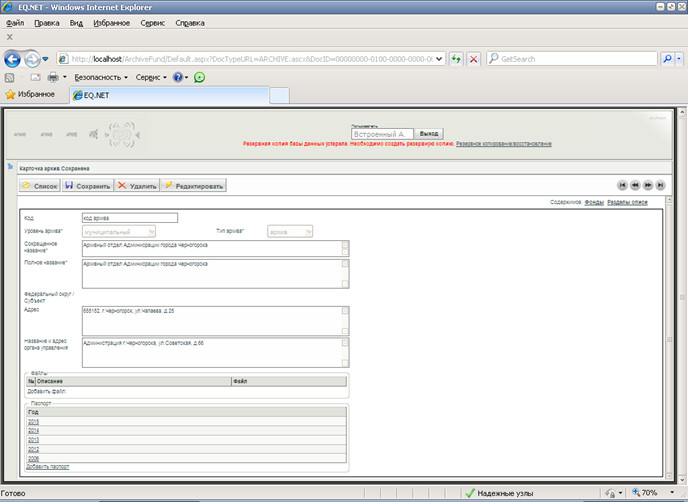 EQ.NET - Windows Internet Explorer
Файл Правка Вид Избранное Сервис Справка
x
http://localhost/ArchiveFund/Default.aspx?DocTypeURL=ARCHIVE.ascx&DocID=00000000-0100-0000-0000-0
GetSearch
Безопасность Сервис
Избранное EQ.NET
Пользователь
Встроенный А. Выход
Резервная копия базы данных устарела. Необходимо создать резервную копию. Резервное копирование/восстановление
Карточка архив Сохранена
Список Сохранить Удалить Редактировать
Содержимое: Фонды Разделы описи
Код код архива
Уровень архива* муниципальный Тип архива* архив
Сокращенное название* Архивный отдел Администрации города Черногорска
Полное название* Архивный отдел Администрации города Черногорска
Федеральный округ / Субъект
Адрес 655152, г.Черногорск, ул.Чапаева, д.25
Название и адрес органа управления Администрация г.Черногорска, ул.Советская, д.
Файлы
№ Описание Файл
Добавить файл:
Паспорт
Год
2015
2014
2013
2012
2006
Добавить паспорт
Готово Надежные узлы 70%